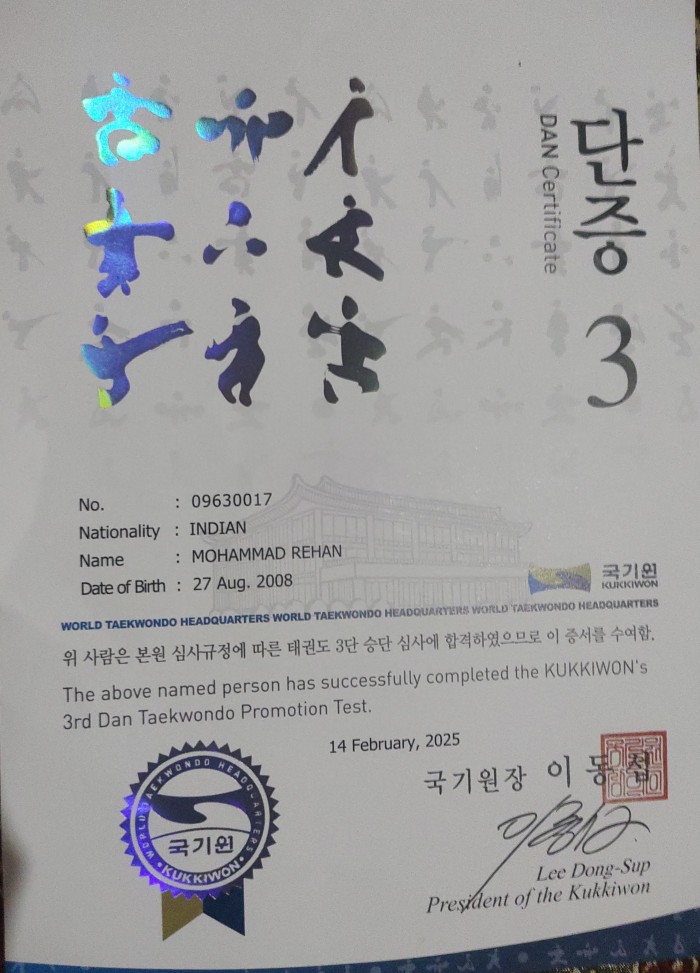 단증
DAN Certificate
3
No. : 09630017
Nationality : INDIAN
Name : MOHAMMAD REHAN
Date of Birth : 27 Aug. 2008
국기원
KUKKIWON
WORLD TAEKWONDO HEADQUARTERS WORLD TAEKWONDO HEADQUARTERS WORLD TAEKWONDO HEADQUARTERS
위 사람은 본원 심사규정에 따른 태권도 3단 승단 심사에 합격하였으므로 이 증서를 수여함.
The above named person has successfully completed the KUKKIWON's
3rd Dan Taekwondo Promotion Test.
14 February, 2025
국기원장 이동섭
Lee Dong-Sup
President of the Kukkiwon
WORLD TAEKWONDO HEADQUARTERS
국기원
KUKKIWON